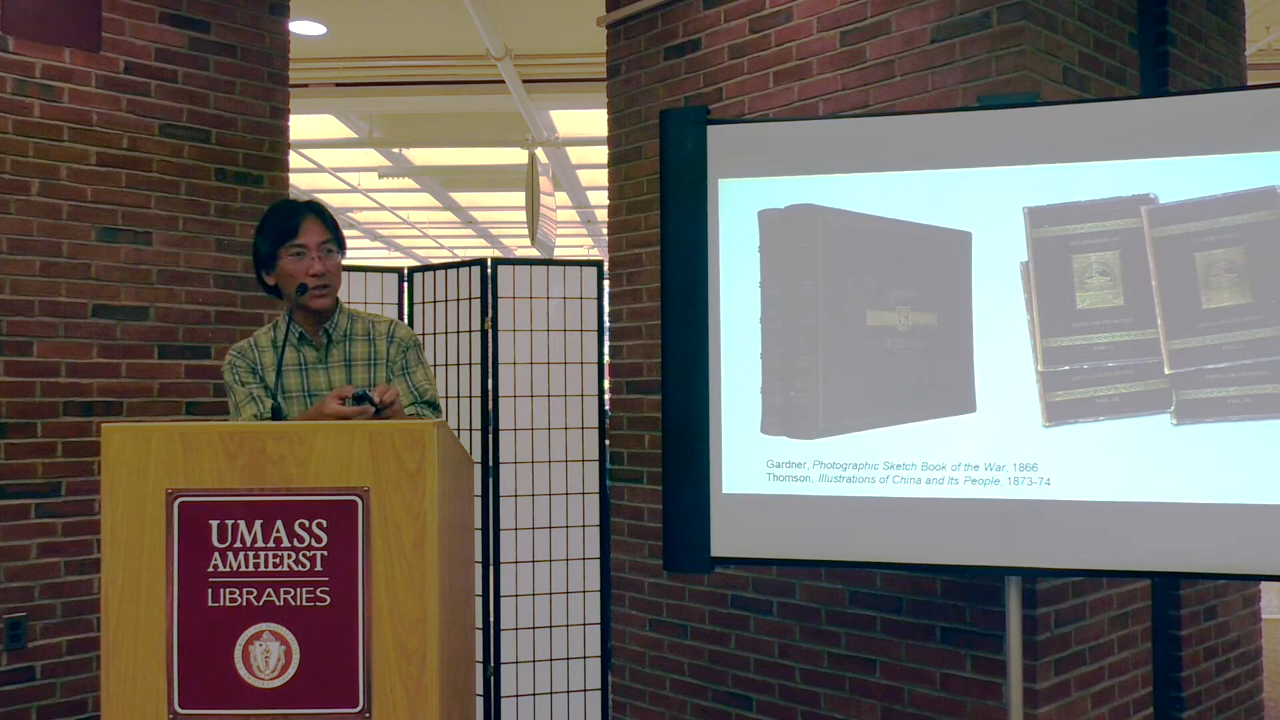 UMASS
AMHERST
LIBRARIES
Gardner, Photographic Sketch Book of the War, 1866
Thomson, Illustrations of China and Its People, 1873-74